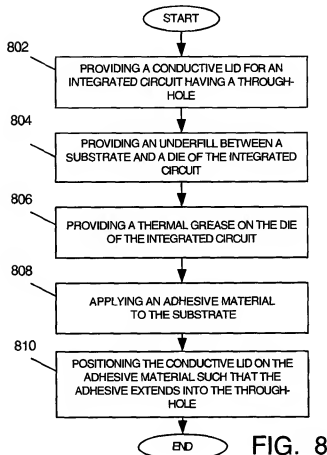 START
802
PROVIDING A CONDUCTIVE LID FOR AN
INTEGRATED CIRCUIT HAVING A THROUGH-
HOLE
804
PROVIDING AN UNDERFILL BETWEEN A
SUBSTRATE AND A DIE OF THE INTEGRATED
CIRCUIT
806
PROVIDING A THERMAL GREASE ON THE DIE
OF THE INTEGRATED CIRCUIT
808
APPLYING AN ADHESIVE MATERIAL
TO THE SUBSTRATE
810
POSITIONING THE CONDUCTIVE LID ON THE
ADHESIVE MATERIAL SUCH THAT THE
ADHESIVE EXTENDS INTO THE THROUGH-
HOLE
END
FIG. 8